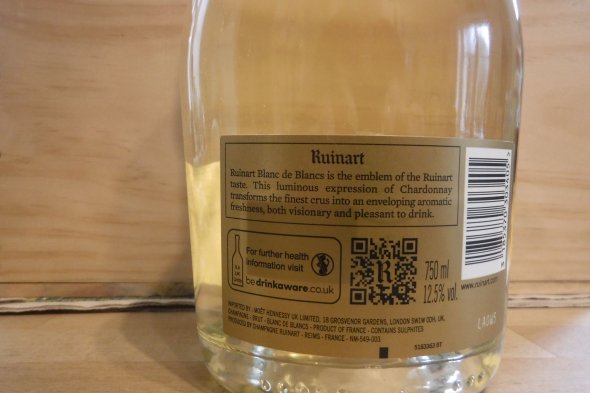 Ruinart
Ruinart Blanc de Blancs is the emblem of the Ruinart
taste. This luminous expression of Chardonnay
transforms the finest crus into an enveloping aromatic
freshness, both visionary and pleasant to drink.
For further health
information visit
bedrinkaware.co.uk
R
750 ml
12.5% vol.
www.ruinart.com
IMPORTED BY : MOËT HENNESSY UK LIMITED, 18 GROSVENOR GARDENS, LONDON SW1W 0DH, UK.
CHAMPAGNE - BRUT - BLANC DE BLANCS - PRODUCT OF FRANCE - CONTAINS SULPHITES
PRODUCED BY CHAMPAGNE RUINART - REIMS - FRANCE - NM-549-003
5183363 BT